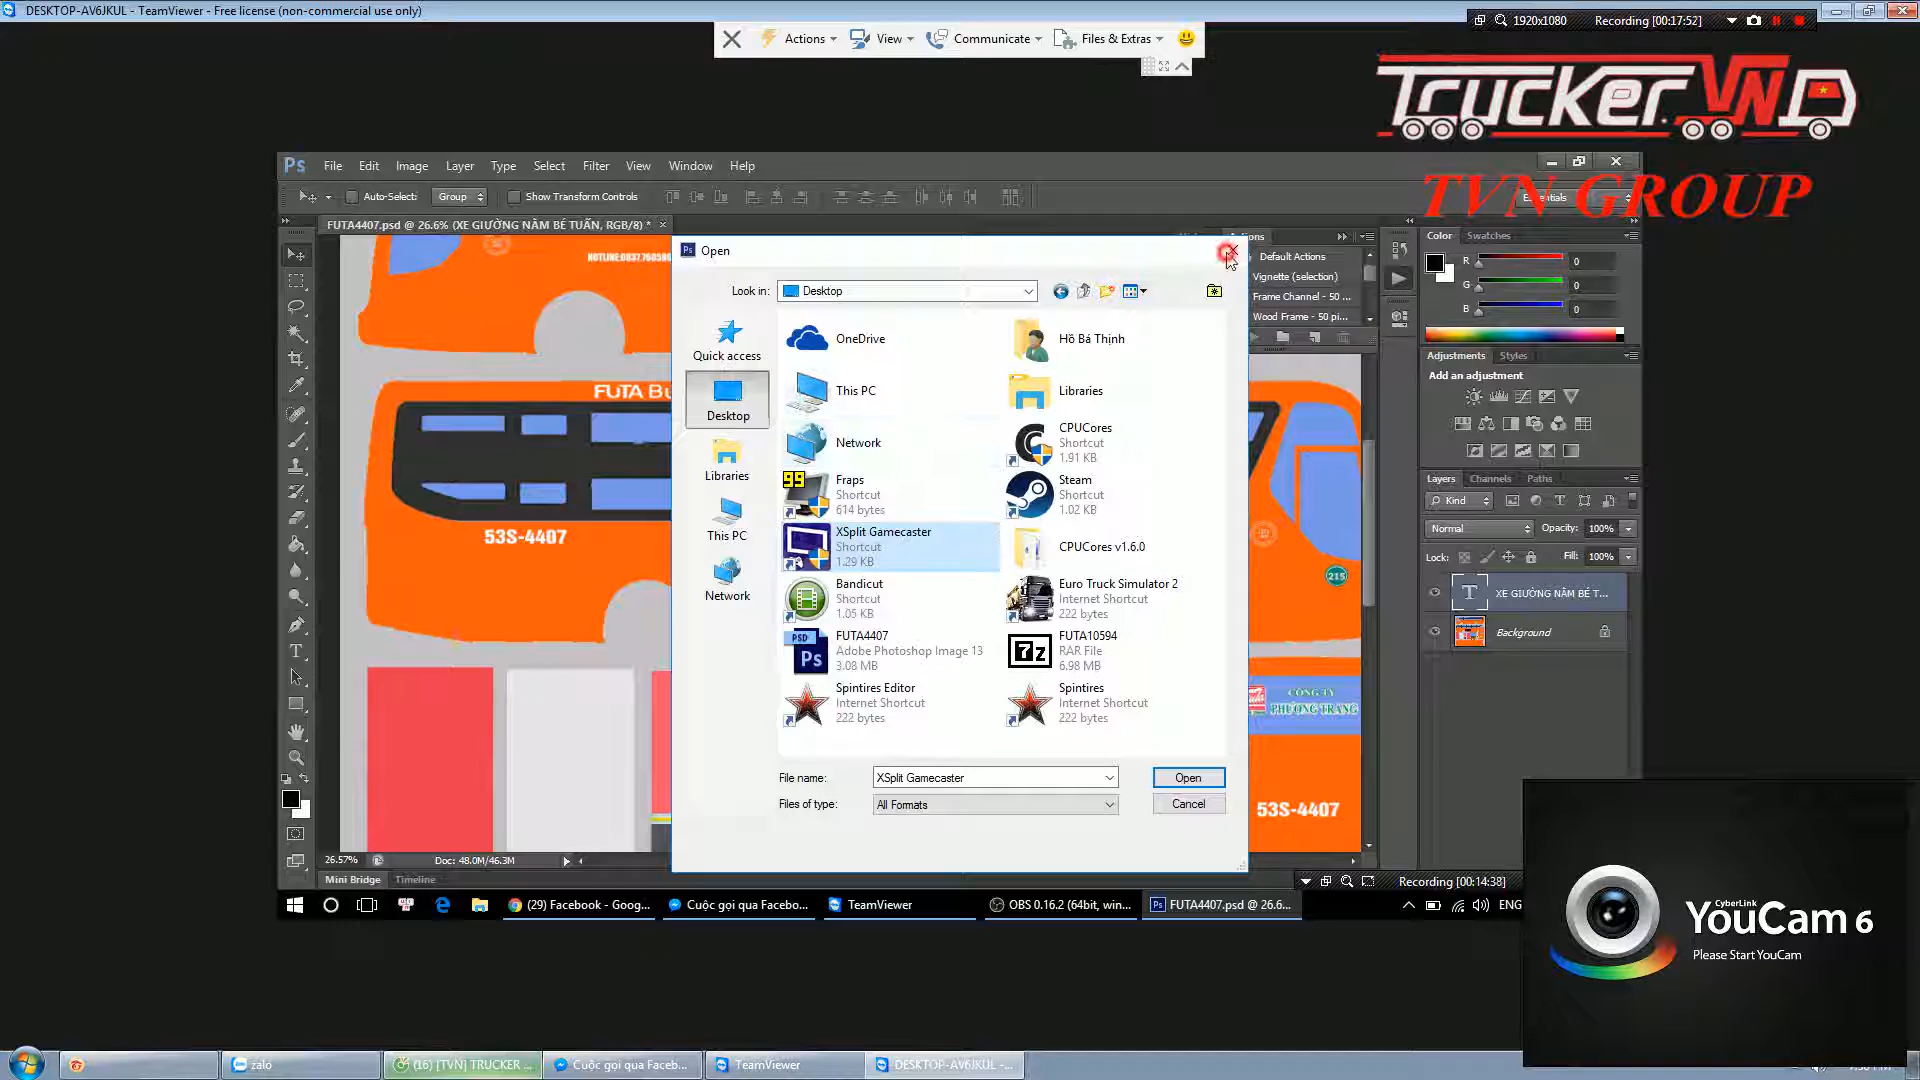 DESKTOP-AV6JKUL - TeamViewer - Free license (non-commercial use only)
1920x1080 Recording [00:17:52]
Actions View Communicate Files & Extras
TRUCKER.VN
TVN GROUP
Ps File Edit Image Layer Type Select Filter View Window Help
Auto-Select: Group Show Transform Controls
FUTA4407.psd @ 26.6% (XE GIƯỜNG NẰM BÉ TUẤN, RGB/8) *
Open
Look in: Desktop
Quick access
Desktop
Libraries
This PC
Network
OneDrive
Hồ Bá Thịnh
This PC
Libraries
Network
CPUCores
Shortcut
1.91 KB
Fraps
Shortcut
614 bytes
Steam
Shortcut
1.02 KB
XSplit Gamecaster
Shortcut
1.29 KB
CPUCores v1.6.0
Bandicut
Shortcut
1.05 KB
Euro Truck Simulator 2
Internet Shortcut
222 bytes
FUTA4407
Adobe Photoshop Image 13
3.08 MB
FUTA10594
RAR File
6.98 MB
Spintires Editor
Internet Shortcut
222 bytes
Spintires
Internet Shortcut
222 bytes
File name: XSplit Gamecaster Open
Files of type: All Formats Cancel
FUTA Bu
53S-4407
Default Actions
Vignette (selection)
Frame Channel - 50 ...
Wood Frame - 50 pi...
Color Swatches
R 0
G 0
B 0
Adjustments Styles
Add an adjustment
Layers Channels Paths
Kind
Normal Opacity: 100%
Lock: Fill: 100%
XE GIƯỜNG NẰM BÉ T...
Background
215
CÔNG TY
PHƯƠNG TRANG
53S-4407
26.57% Doc: 48.0M/46.3M
Mini Bridge Timeline
Recording [00:14:38]
(29) Facebook - Goog... Cuộc gọi qua Facebo... TeamViewer OBS 0.16.2 (64bit, win... FUTA4407.psd @ 26.6... ENG
CyberLink
YouCam 6
Please Start YouCam
zalo (16) [TVN] TRUCKER ... Cuộc gọi qua Faceb... TeamViewer DESKTOP-AV6JKUL -...